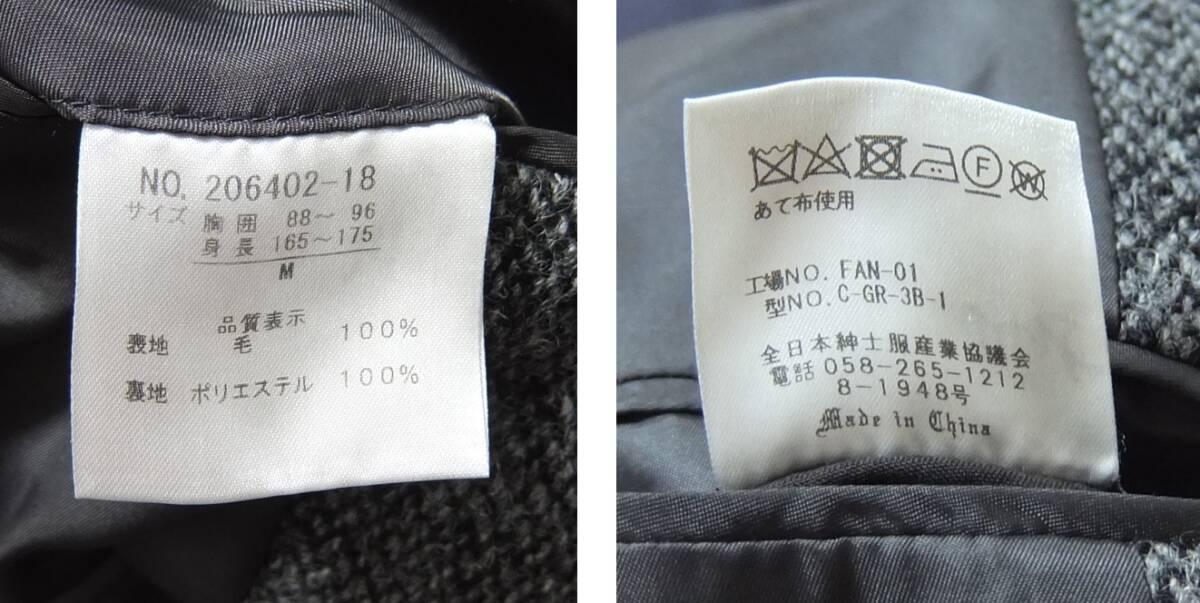 NO. 206402-18
サイズ 胸囲 88～ 96
身長 165～175
M
品質表示
表地 毛 100%
裏地 ポリエステル 100%
F W
あて布使用
工場NO. FAN-01
型NO. C-GR-3B-1
全日本紳士服産業協議会
電話 058-265-1212
8-1948号
Made in China